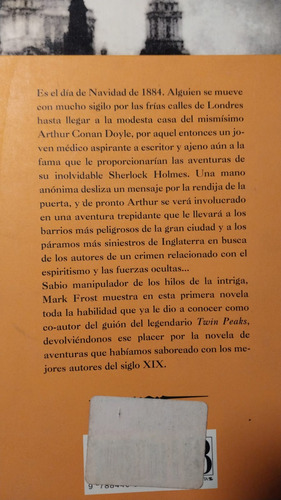 Es el día de Navidad de 1884. Alguien se mueve
con mucho sigilo por las frías calles de Londres
hasta llegar a la modesta casa del mismísimo
Arthur Conan Doyle, por aquel entonces un jo-
ven médico aspirante a escritor y ajeno aún a la
fama que le proporcionarían las aventuras de
su inolvidable Sherlock Holmes. Una mano
anónima desliza un mensaje por la rendija de la
puerta, y de pronto Arthur se verá involucrado
en una aventura trepidante que le llevará a los
barrios más peligrosos de la gran ciudad y a los
páramos más siniestros de Inglaterra en busca
de los autores de un crimen relacionado con el
espiritismo y las fuerzas ocultas...
Sabio manipulador de los hilos de la intriga,
Mark Frost muestra en esta primera novela
toda la habilidad que ya le dio a conocer como
co-autor del guión del legendario Twin Peaks,
devolviéndonos ese placer por la novela de
aventuras que habíamos saboreado con los me-
jores autores del siglo XIX.